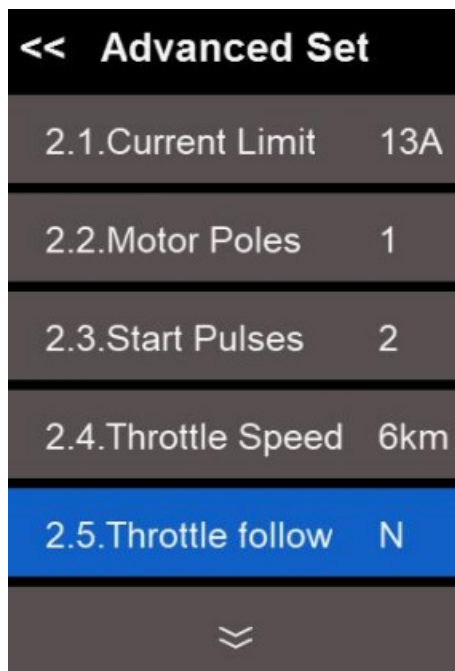 << Advanced Set
2.1.Current Limit 13A
2.2.Motor Poles 1
2.3.Start Pulses 2
2.4.Throttle Speed 6km
2.5.Throttle follow N